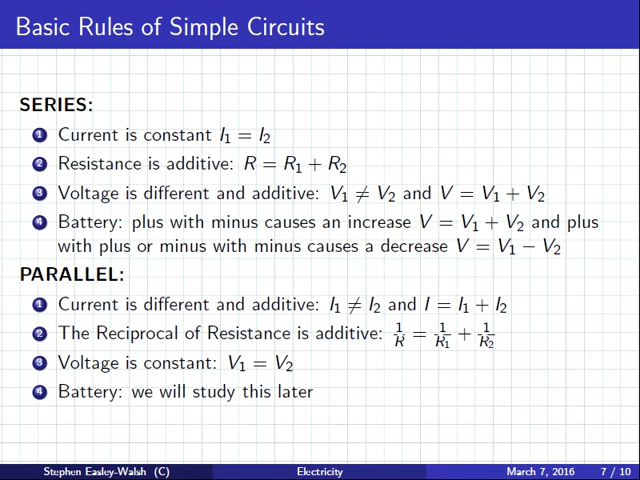 Basic Rules of Simple Circuits
SERIES:
1 Current is constant I₁ = I₂
2 Resistance is additive: R = R₁ + R₂
3 Voltage is different and additive: V₁ ≠ V₂ and V = V₁ + V₂
4 Battery: plus with minus causes an increase V = V₁ + V₂ and plus
with plus or minus with minus causes a decrease V = V₁ − V₂
PARALLEL:
1 Current is different and additive: I₁ ≠ I₂ and I = I₁ + I₂
2 The Reciprocal of Resistance is additive: 1/R = 1/R₁ + 1/R₂
3 Voltage is constant: V₁ = V₂
4 Battery: we will study this later
Stephen Easley-Walsh (C) Electricity March 7, 2016 7 / 10